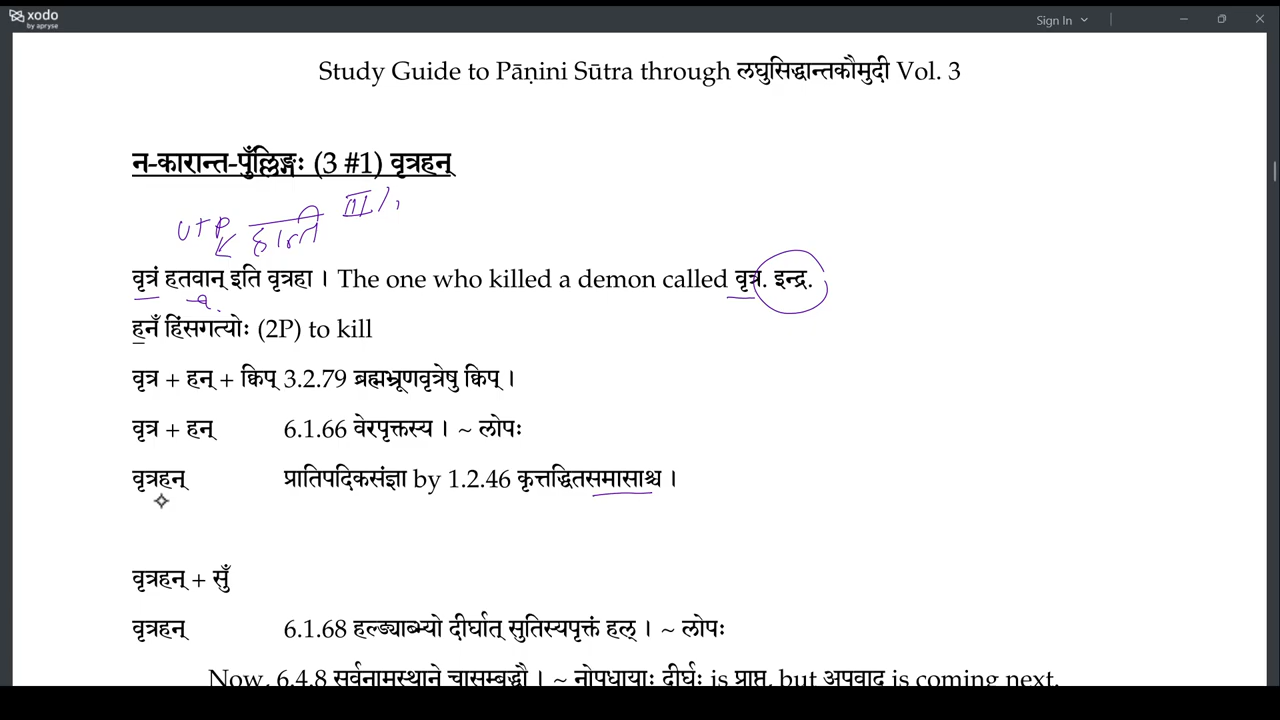 xodo
by apryse
Sign In
Study Guide to Pāṇini Sūtra through लघुसिद्धान्तकौमुदी Vol. 3
न-कारान्त-पुँल्लिङ्गः (3 #1) वृत्रहन्
हन्ति III/1
वृत्रं हतवान् इति वृत्रहा । The one who killed a demon called वृत्र. इन्द्र.
हनँ हिंसगत्योः (2P) to kill
वृत्र + हन् + क्विप् 3.2.79 ब्रह्मभ्रूणवृत्रेषु क्विप् ।
वृत्र + हन् 6.1.66 वेरपृक्तस्य । ~ लोपः
वृत्रहन् प्रातिपदिकसंज्ञा by 1.2.46 कृत्तद्धितसमासाश्च ।
वृत्रहन् + सुँ
वृत्रहन् 6.1.68 हल्ङ्याब्भ्यो दीर्घात् सुतिस्यपृक्तं हल् । ~ लोपः
Now, 6.4.8 सर्वनामस्थाने चासम्बुद्धौ । ~ नोपधायाः दीर्घः is प्राप्त, but अपवाद is coming next.